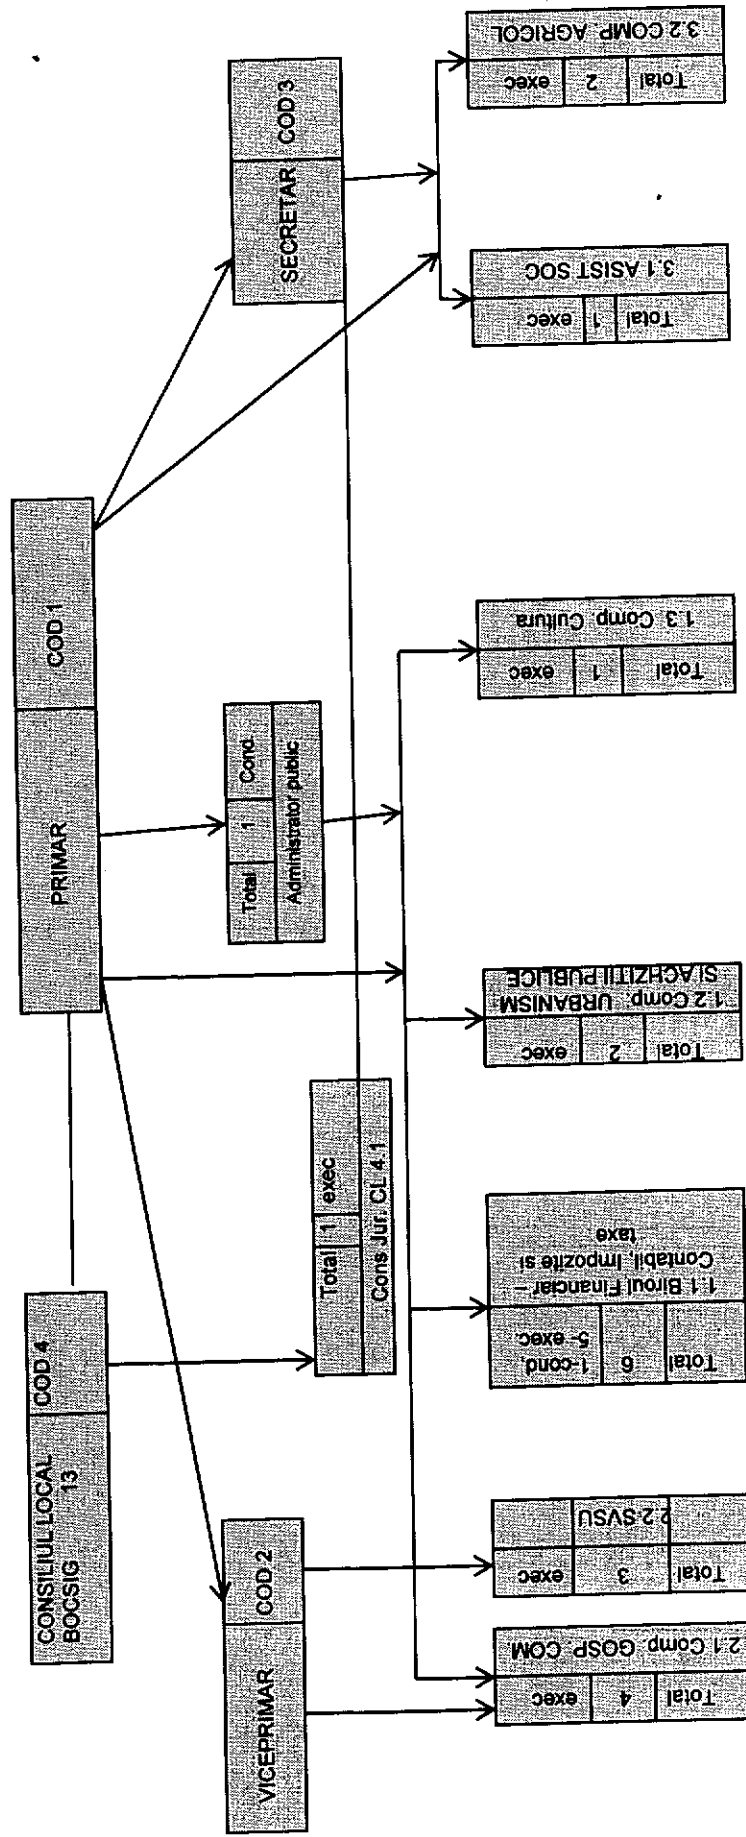 CONSILIUL LOCAL
BOCSIG 13
COD 4
PRIMAR
COD 1
VICEPRIMAR
COD 2
Total
1
Cond.
Administrator public
SECRETAR
COD 3
Total
1
exec
Cons Jur. CL 4.1
2.1 Comp. GOSP. COM
Total
4
exec
2.2 SVSU
Total
3
exec
1.1 Biroul Financiar –
Contabil, Impozite si
taxe
Total
6
1-cond,
5- exec.
1.2 Comp. URBANISM
SI ACHZITII PUBLICE
Total
2
exec
1.3 Comp. Cultura
Total
1
exec
3.1 ASIST SOC
Total
1
exec
3.2 COMP. AGRICOL
Total
2
exec